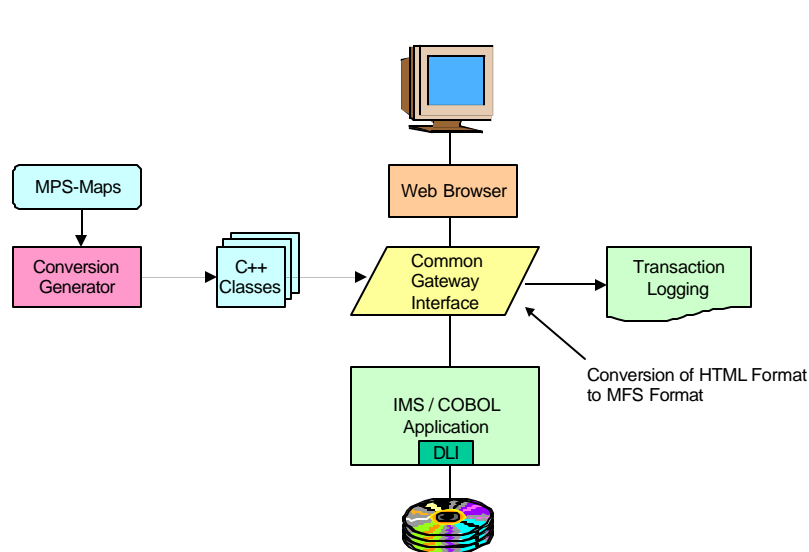 MPS-Maps
Web Browser
Conversion
Generator
C++
Classes
Common
Gateway
Interface
Transaction
Logging
Conversion of HTML Format
to MFS Format
IMS / COBOL
Application
DLI